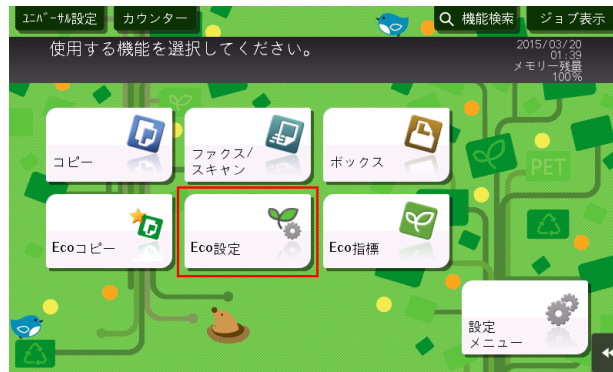 ﾕﾆﾊﾞｰｻﾙ設定 カウンター 機能検索 ジョブ表示
使用する機能を選択してください。
2015/03/20
01:39
メモリー残量
100%
コピー
ファクス/
スキャン
ボックス
PET
Ecoコピー
Eco設定
Eco指標
設定
メニュー